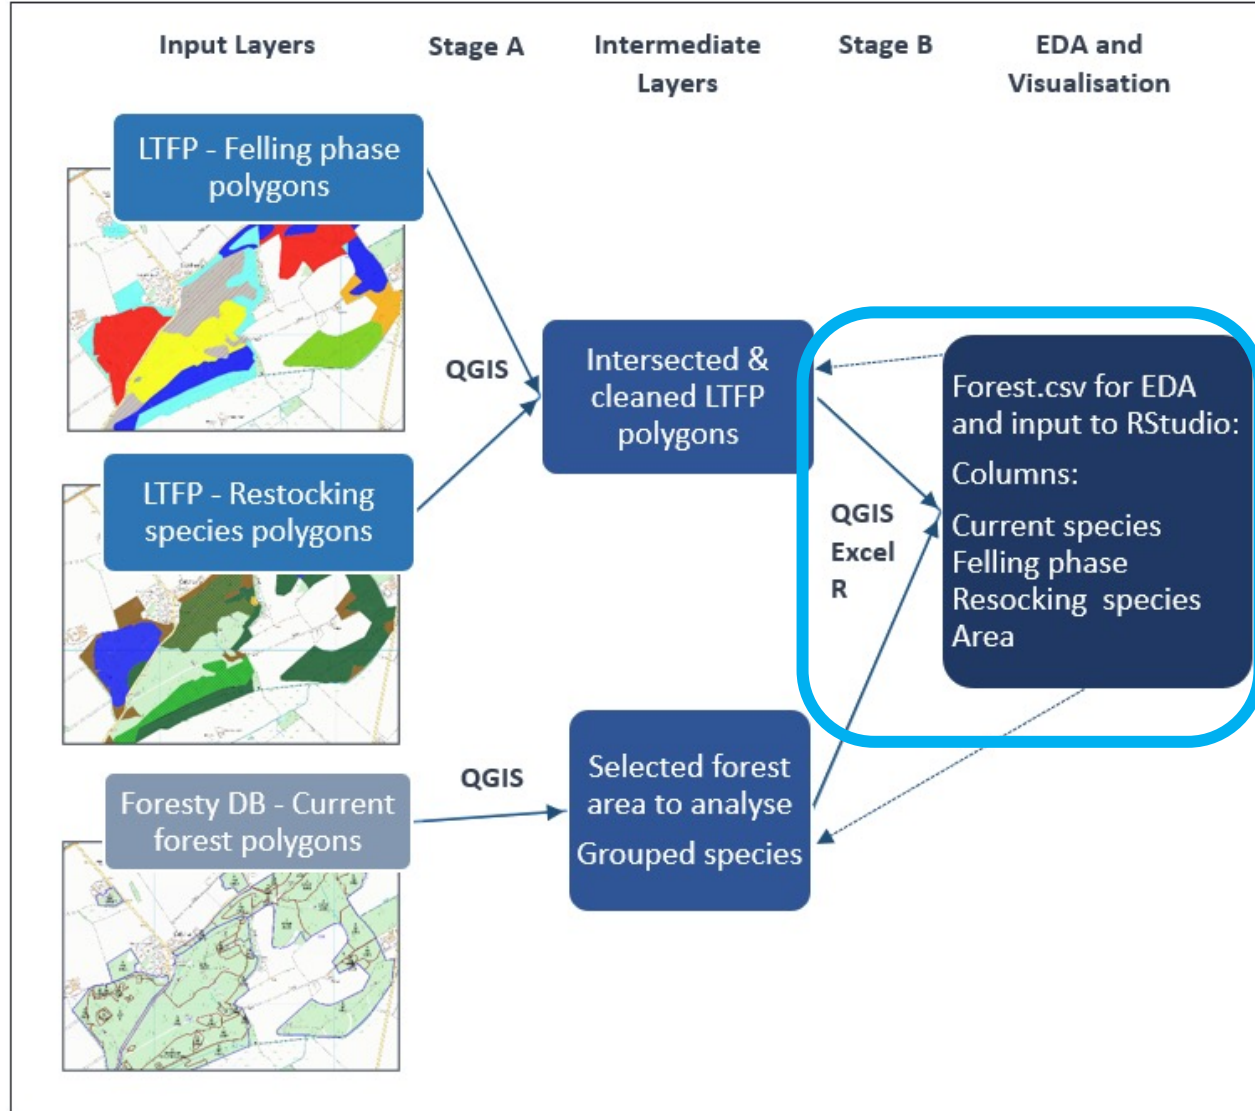 Input Layers
Stage A
Intermediate
Layers
Stage B
EDA and
Visualisation
LTFP - Felling phase
polygons
QGIS
LTFP - Restocking
species polygons
Foresty DB - Current
forest polygons
QGIS
Intersected &
cleaned LTFP
polygons
Selected forest
area to analyse
Grouped species
QGIS
Excel
R
Forest.csv for EDA
and input to RStudio:
Columns:
Current species
Felling phase
Resocking species
Area